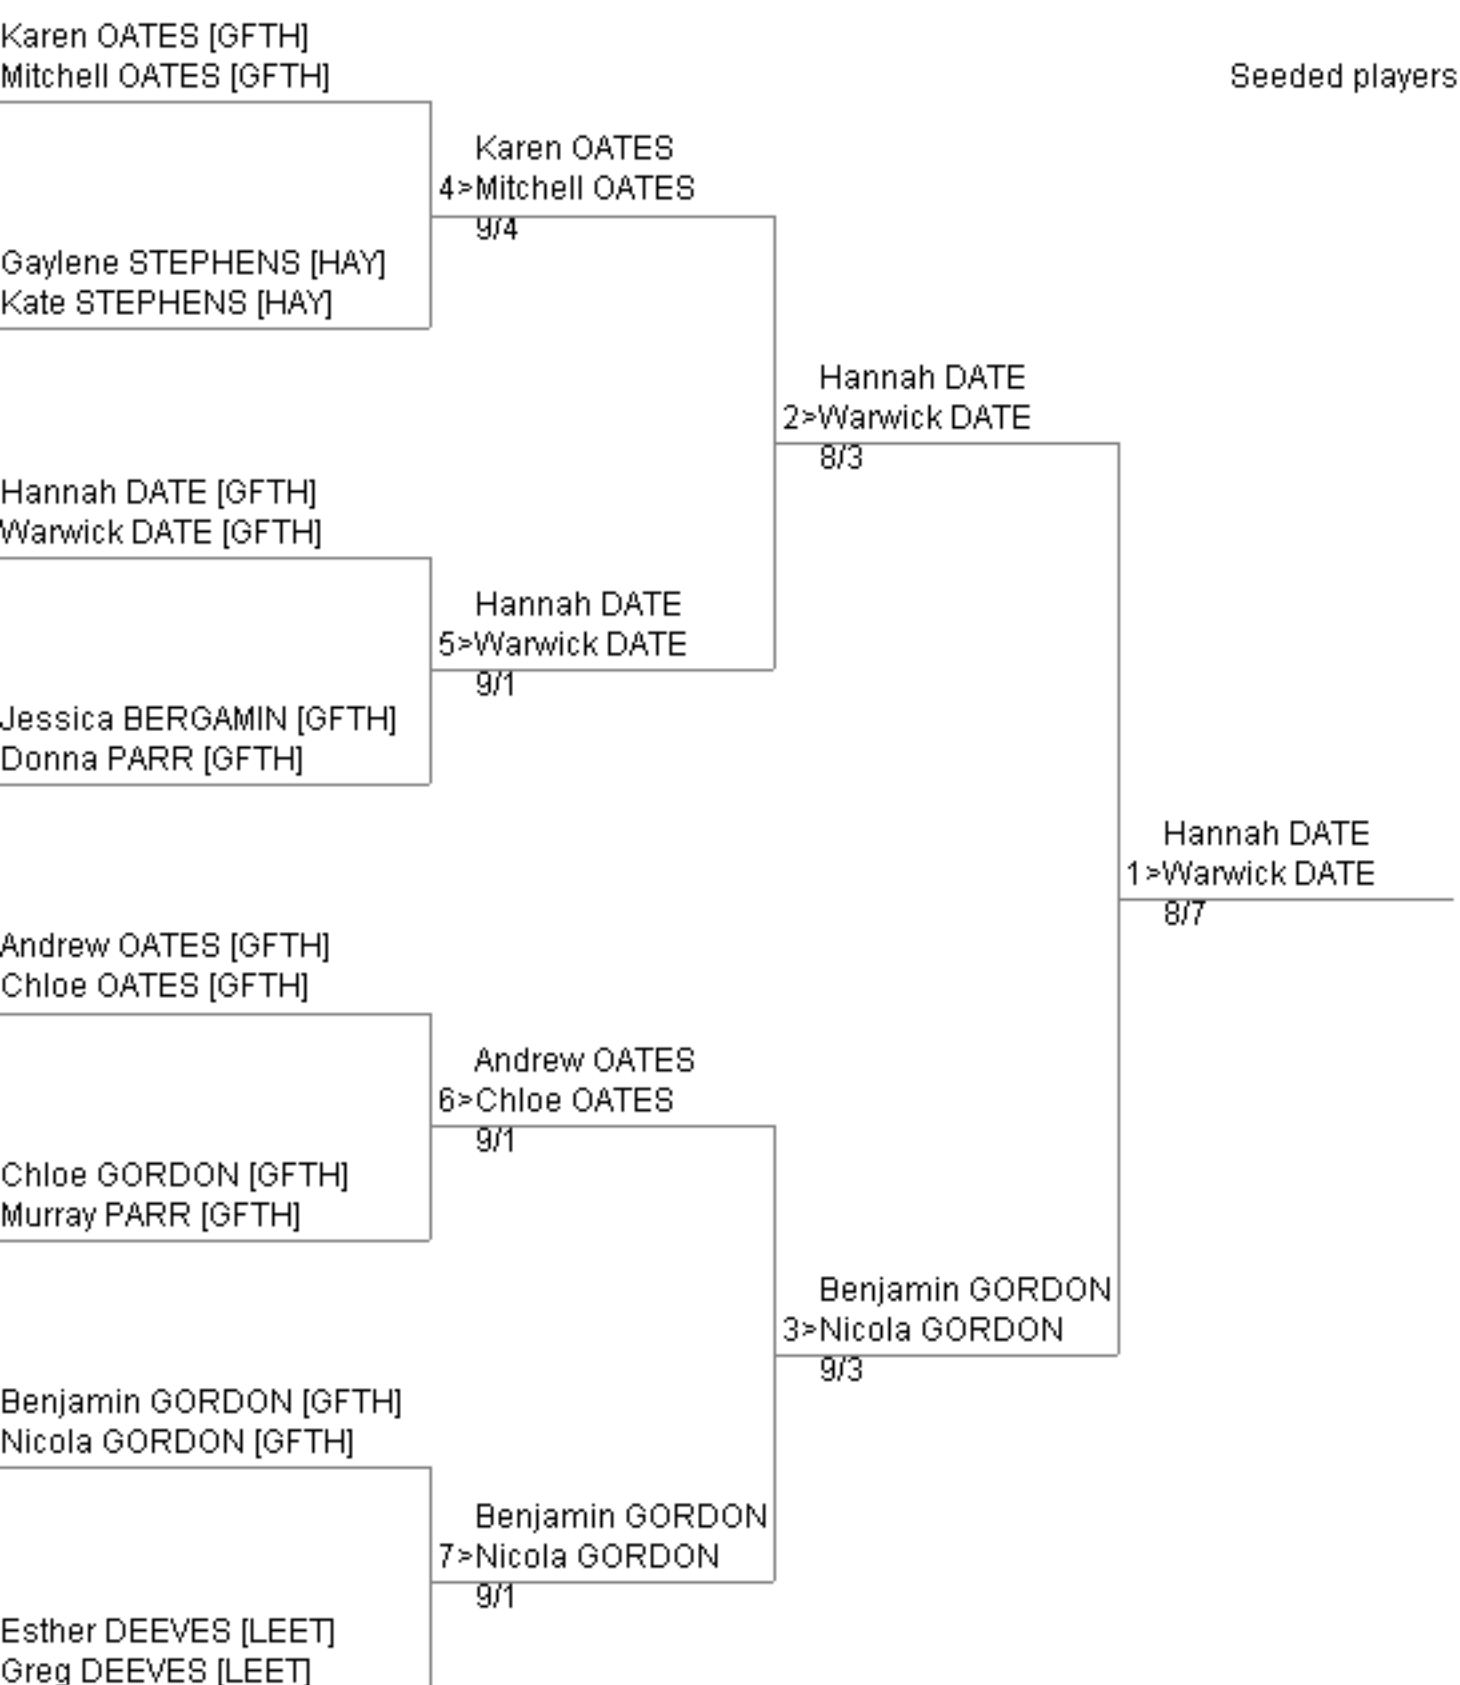 Karen OATES [GFTH]
Mitchell OATES [GFTH]
Seeded players
Karen OATES
4>Mitchell OATES
9/4
Gaylene STEPHENS [HAY]
Kate STEPHENS [HAY]
Hannah DATE
2>Warwick DATE
8/3
Hannah DATE [GFTH]
Warwick DATE [GFTH]
Hannah DATE
5>Warwick DATE
9/1
Jessica BERGAMIN [GFTH]
Donna PARR [GFTH]
Hannah DATE
1>Warwick DATE
8/7
Andrew OATES [GFTH]
Chloe OATES [GFTH]
Andrew OATES
6>Chloe OATES
9/1
Chloe GORDON [GFTH]
Murray PARR [GFTH]
Benjamin GORDON
3>Nicola GORDON
9/3
Benjamin GORDON [GFTH]
Nicola GORDON [GFTH]
Benjamin GORDON
7>Nicola GORDON
9/1
Esther DEEVES [LEET]
Greg DEEVES [LEET]